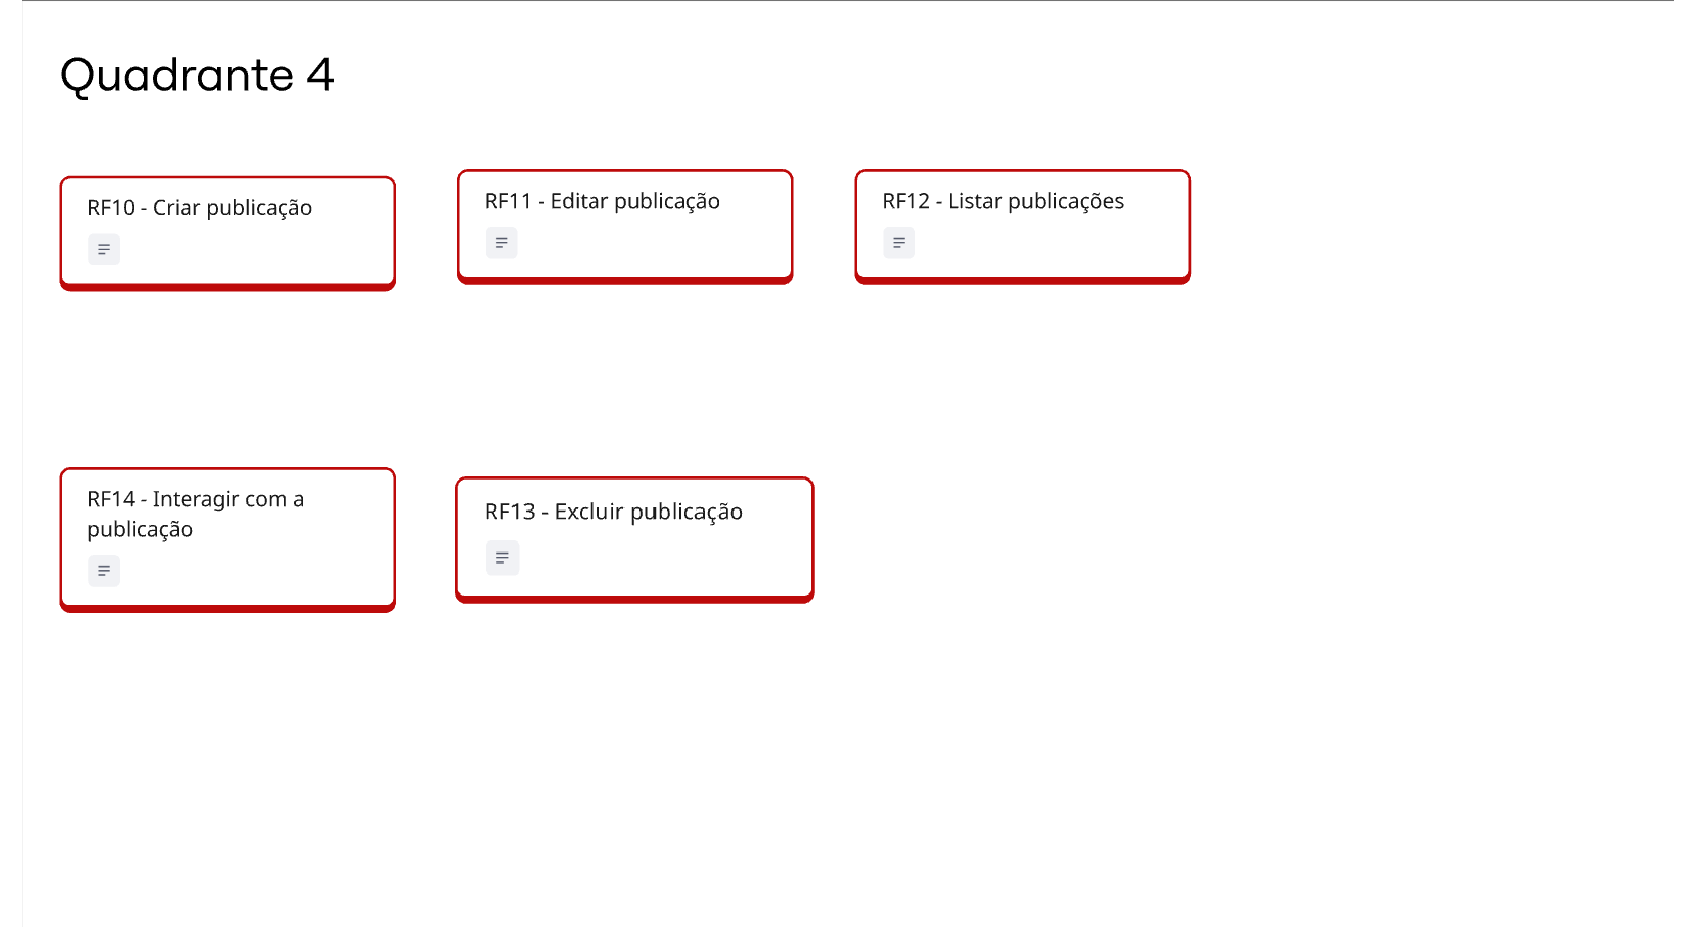 Quadrante 4
RF10 - Criar publicação
RF11 - Editar publicação
RF12 - Listar publicações
RF14 - Interagir com a
publicação
RF13 - Excluir publicação